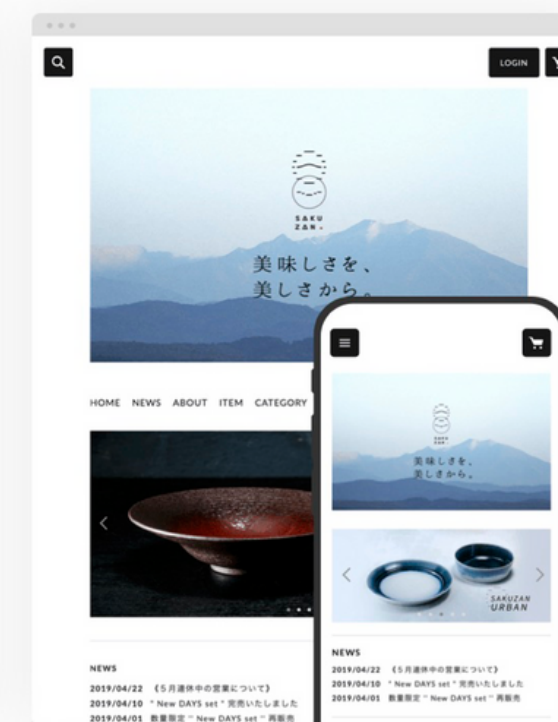 LOGIN
SAKU
ZAN.
美味しさを、
美しさから。
HOME NEWS ABOUT ITEM CATEGORY
NEWS
2019/04/22 《5月連休中の営業について》
2019/04/10 " New DAYS set " 完売いたしました
2019/04/01 数量限定 " New DAYS set " 再販売
SAKU
ZAN.
美味しさを、
美しさから。
SAKUZAN
URBAN
NEWS
2019/04/22 《5月連休中の営業について》
2019/04/10 " New DAYS set " 完売いたしました
2019/04/01 数量限定 " New DAYS set " 再販売